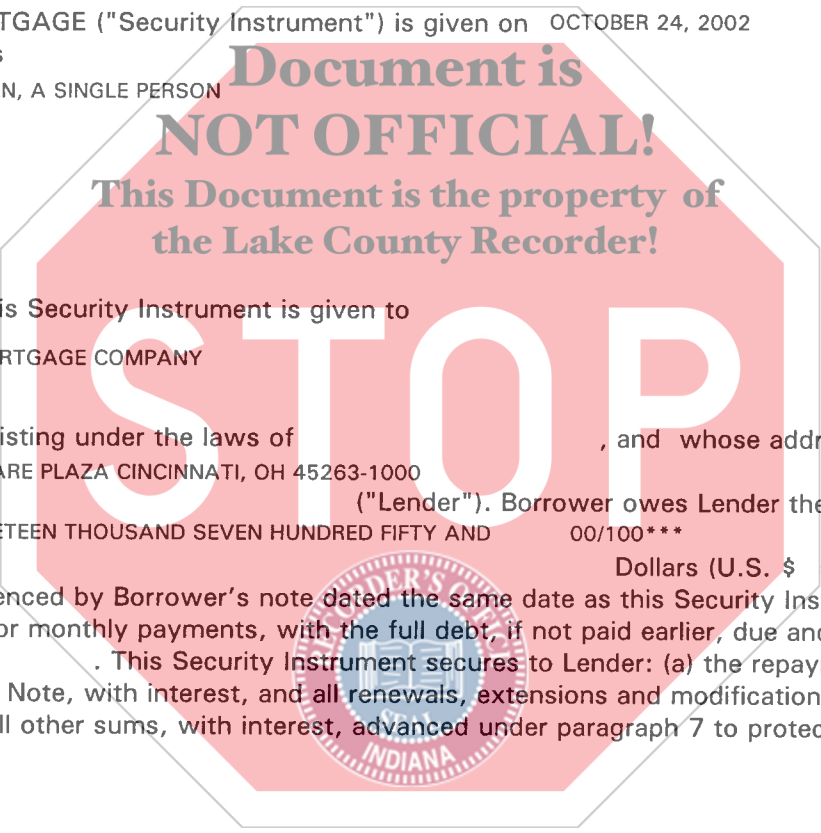 TGAGE ("Security Instrument") is given on OCTOBER 24, 2002
s
Document is
N, A SINGLE PERSON
NOT OFFICIAL!
This Document is the property of
the Lake County Recorder!
is Security Instrument is given to
RTGAGE COMPANY
STOP
isting under the laws of , and whose addr
ARE PLAZA CINCINNATI, OH 45263-1000
("Lender"). Borrower owes Lender the
ETEEN THOUSAND SEVEN HUNDRED FIFTY AND 00/100***
Dollars (U.S. $
enced by Borrower's note dated the same date as this Security Ins
or monthly payments, with the full debt, if not paid earlier, due and
. This Security Instrument secures to Lender: (a) the repay
Note, with interest, and all renewals, extensions and modification
ll other sums, with interest, advanced under paragraph 7 to protec
RECORDER'S OFFICE
SEAL
INDIANA